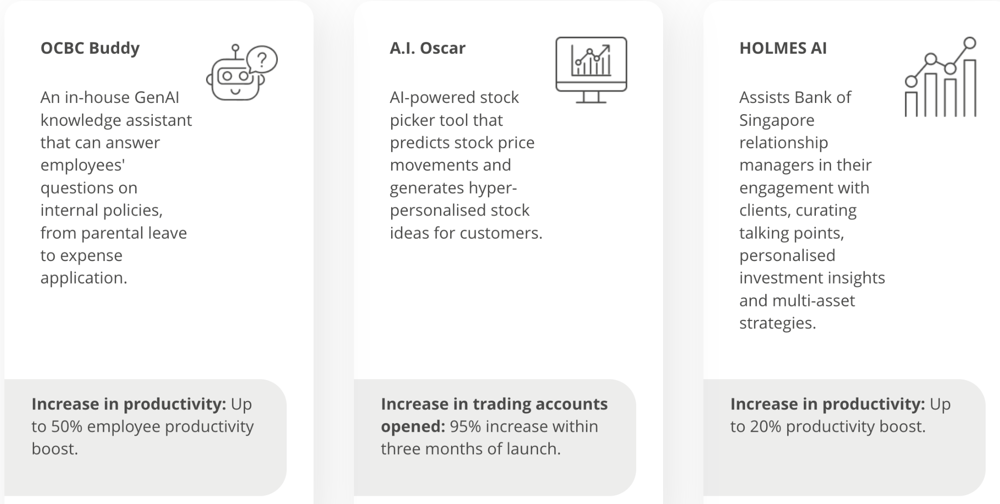 OCBC Buddy
An in-house GenAI
knowledge assistant
that can answer
employees'
questions on
internal policies,
from parental leave
to expense
application.
Increase in productivity: Up
to 50% employee productivity
boost.
A.I. Oscar
AI-powered stock
picker tool that
predicts stock price
movements and
generates hyper-
personalised stock
ideas for customers.
Increase in trading accounts
opened: 95% increase within
three months of launch.
HOLMES AI
Assists Bank of
Singapore
relationship
managers in their
engagement with
clients, curating
talking points,
personalised
investment insights
and multi-asset
strategies.
Increase in productivity: Up
to 20% productivity boost.